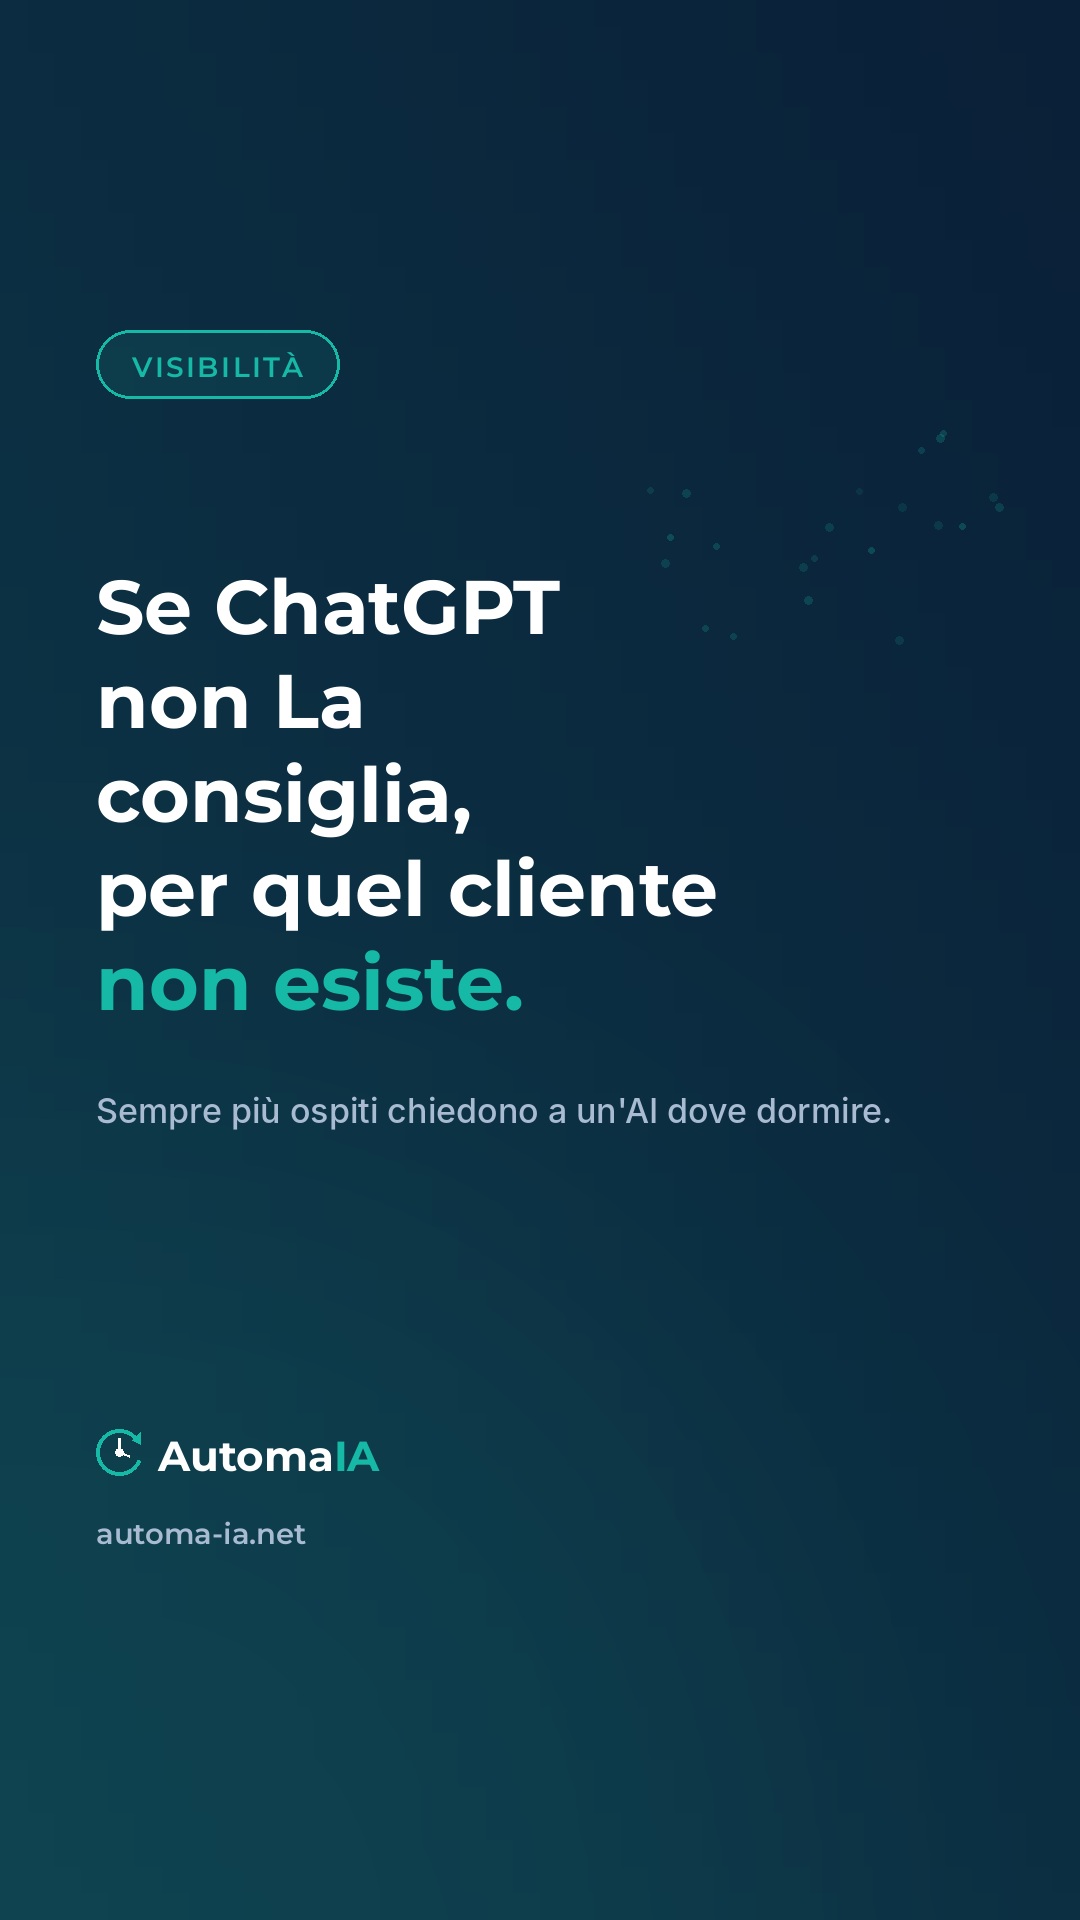 VISIBILITÀ
Se ChatGPT
non La
consiglia,
per quel cliente
non esiste.
Sempre più ospiti chiedono a un'AI dove dormire.
AutomaIA
automa-ia.net